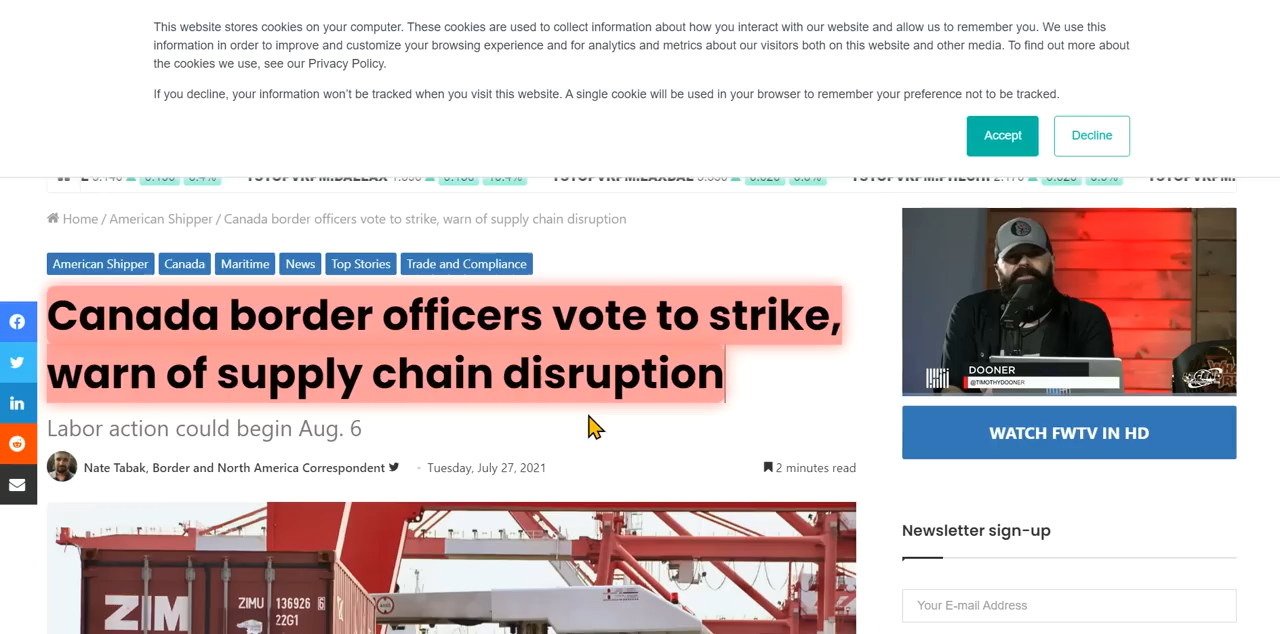 This website stores cookies on your computer. These cookies are used to collect information about how you interact with our website and allow us to remember you. We use this
information in order to improve and customize your browsing experience and for analytics and metrics about our visitors both on this website and other media. To find out more about
the cookies we use, see our Privacy Policy.
If you decline, your information won't be tracked when you visit this website. A single cookie will be used in your browser to remember your preference not to be tracked.
Accept
Decline
Home / American Shipper / Canada border officers vote to strike, warn of supply chain disruption
American Shipper
Canada
Maritime
News
Top Stories
Trade and Compliance
Canada border officers vote to strike,
warn of supply chain disruption
Labor action could begin Aug. 6
Nate Tabak, Border and North America Correspondent
Tuesday, July 27, 2021
2 minutes read
ZIM
ZIMU 136926
22G1
DOONER
@TIMOTHYDOONER
WATCH FWTV IN HD
Newsletter sign-up
Your E-mail Address